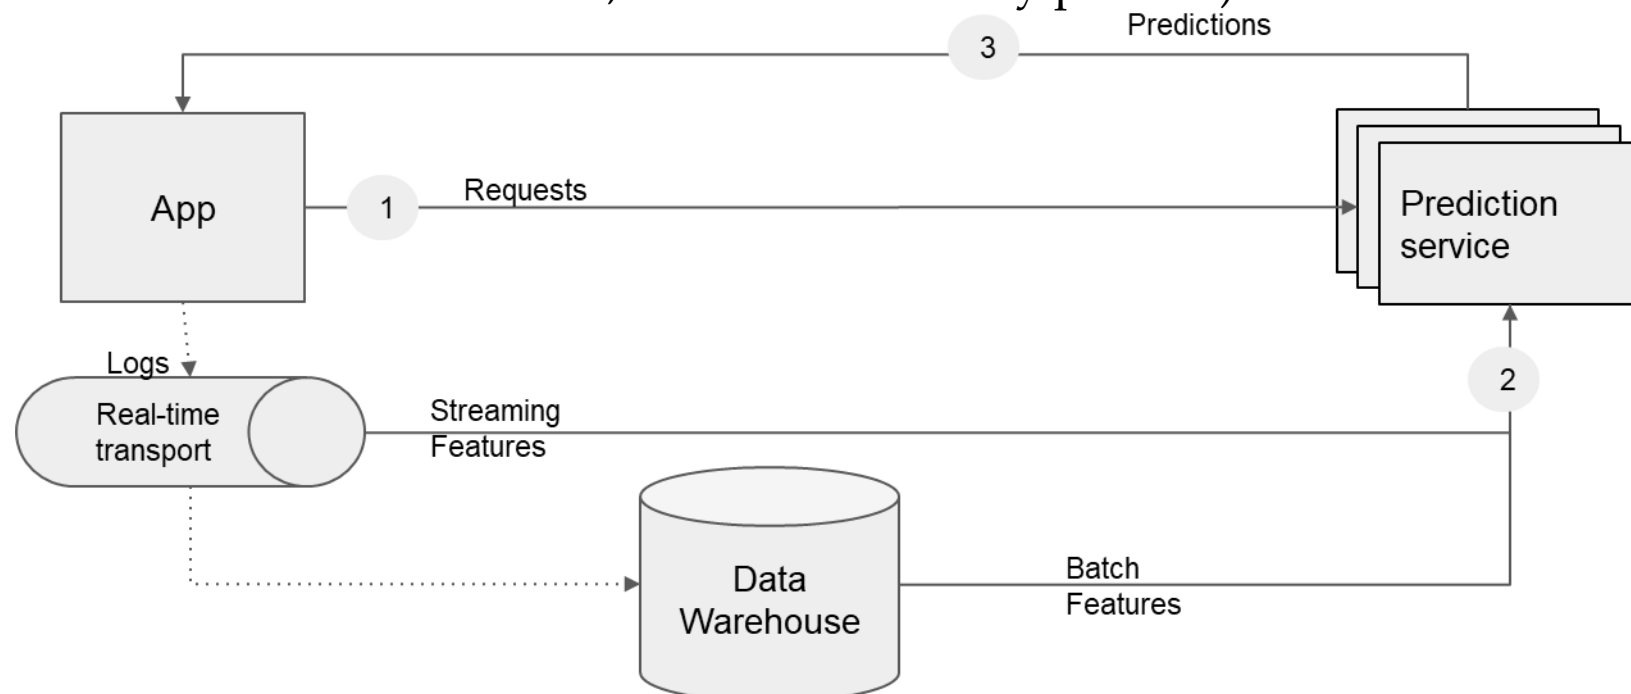 Predictions
3
App
1
Requests
Prediction
service
Logs
2
Real-time
transport
Streaming
Features
Data
Warehouse
Batch
Features